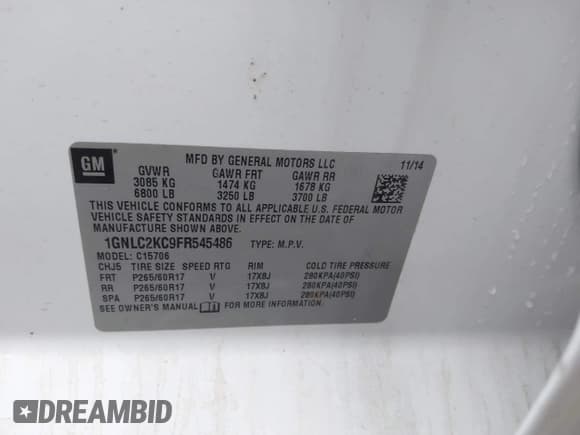 GM
MFD BY GENERAL MOTORS LLC 11/14
GVWR GAWR FRT GAWR RR
3085 KG 1474 KG 1678 KG
6800 LB 3250 LB 3700 LB
THIS VEHICLE CONFORMS TO ALL APPLICABLE U.S. FEDERAL MOTOR
VEHICLE SAFETY STANDARDS IN EFFECT ON THE DATE OF
MANUFACTURE SHOWN ABOVE.
1GNLC2KC9FR545486 TYPE: M.P.V.
MODEL: C15706
CHJ5 TIRE SIZE SPEED RTG RIM COLD TIRE PRESSURE
FRT P265/60R17 V 17X8J 280KPA(40PSI)
RR P265/60R17 V 17X8J 280KPA(40PSI)
SPA P265/60R17 V 17X8J 280KPA(40PSI)
SEE OWNER'S MANUAL FOR MORE INFORMATION.
DREAMBID